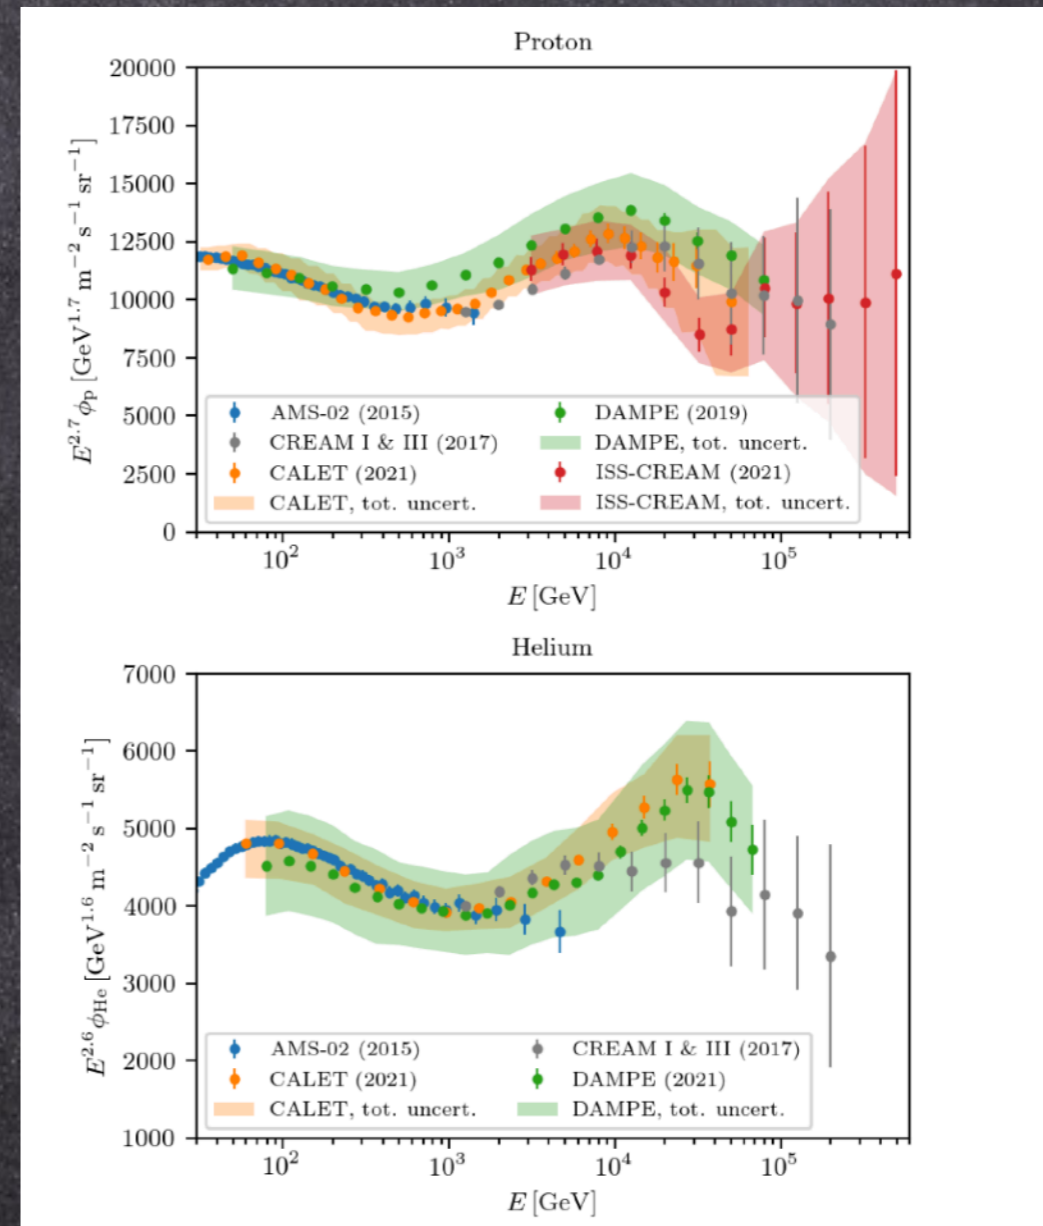 Proton
20000
17500
15000
12500
10000
7500
5000
2500
0
E^2.7 ϕ_p [GeV^1.7 m^−2 s^−1 sr^−1]
AMS-02 (2015)
CREAM I & III (2017)
CALET (2021)
CALET, tot. uncert.
DAMPE (2019)
DAMPE, tot. uncert.
ISS-CREAM (2021)
ISS-CREAM, tot. uncert.
10^2 10^3 10^4 10^5
E [GeV]
Helium
7000
6000
5000
4000
3000
2000
1000
E^2.6 ϕ_He [GeV^1.6 m^−2 s^−1 sr^−1]
AMS-02 (2015)
CALET (2021)
CALET, tot. uncert.
CREAM I & III (2017)
DAMPE (2021)
DAMPE, tot. uncert.
10^2 10^3 10^4 10^5
E [GeV]